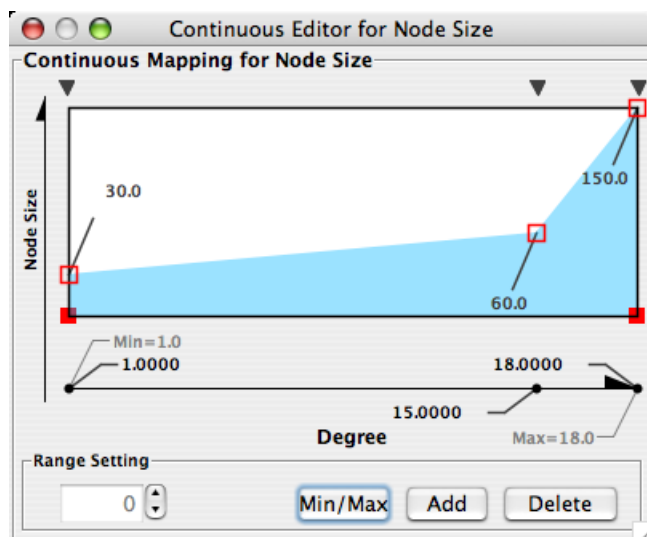 Continuous Editor for Node Size
Continuous Mapping for Node Size
30.0
150.0
Node Size
60.0
Min=1.0
1.0000
18.0000
15.0000
Degree
Max=18.0
Range Setting
0
Min/Max
Add
Delete